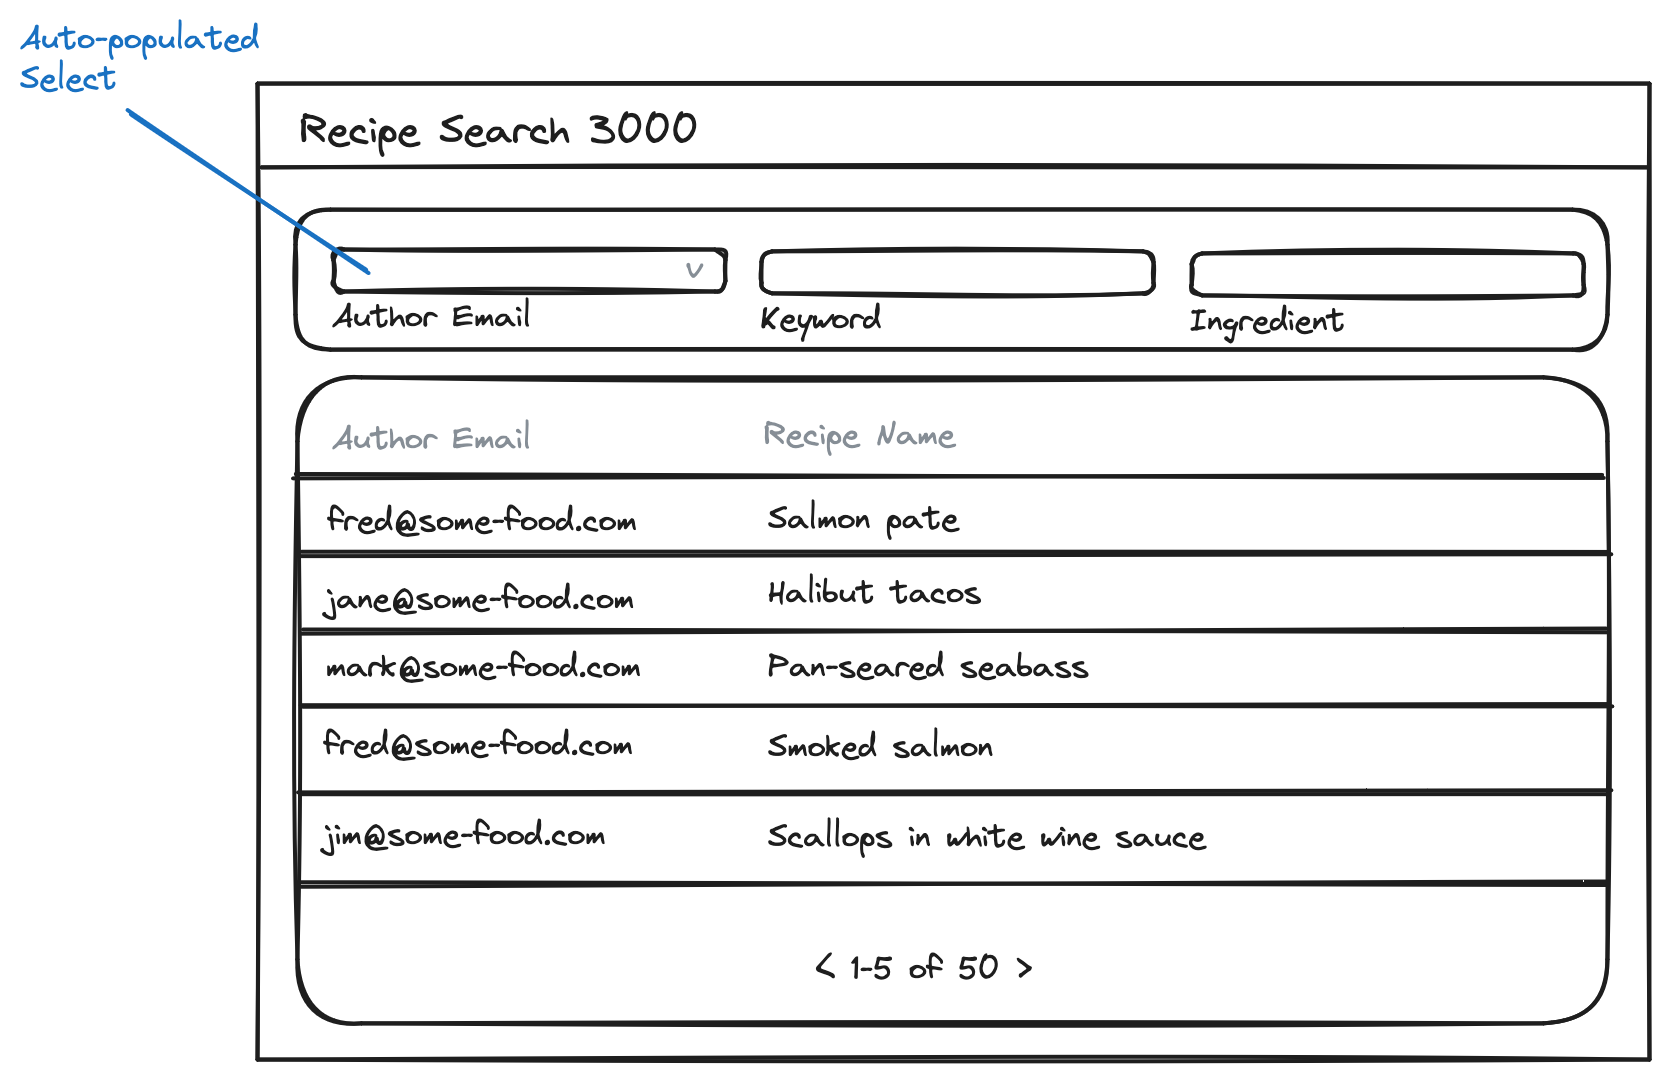 Auto-populated
Select
Recipe Search 3000
Author Email
Keyword
Ingredient
Author Email Recipe Name
fred@some-food.com Salmon pate
jane@some-food.com Halibut tacos
mark@some-food.com Pan-seared seabass
fred@some-food.com Smoked salmon
jim@some-food.com Scallops in white wine sauce
< 1-5 of 50 >